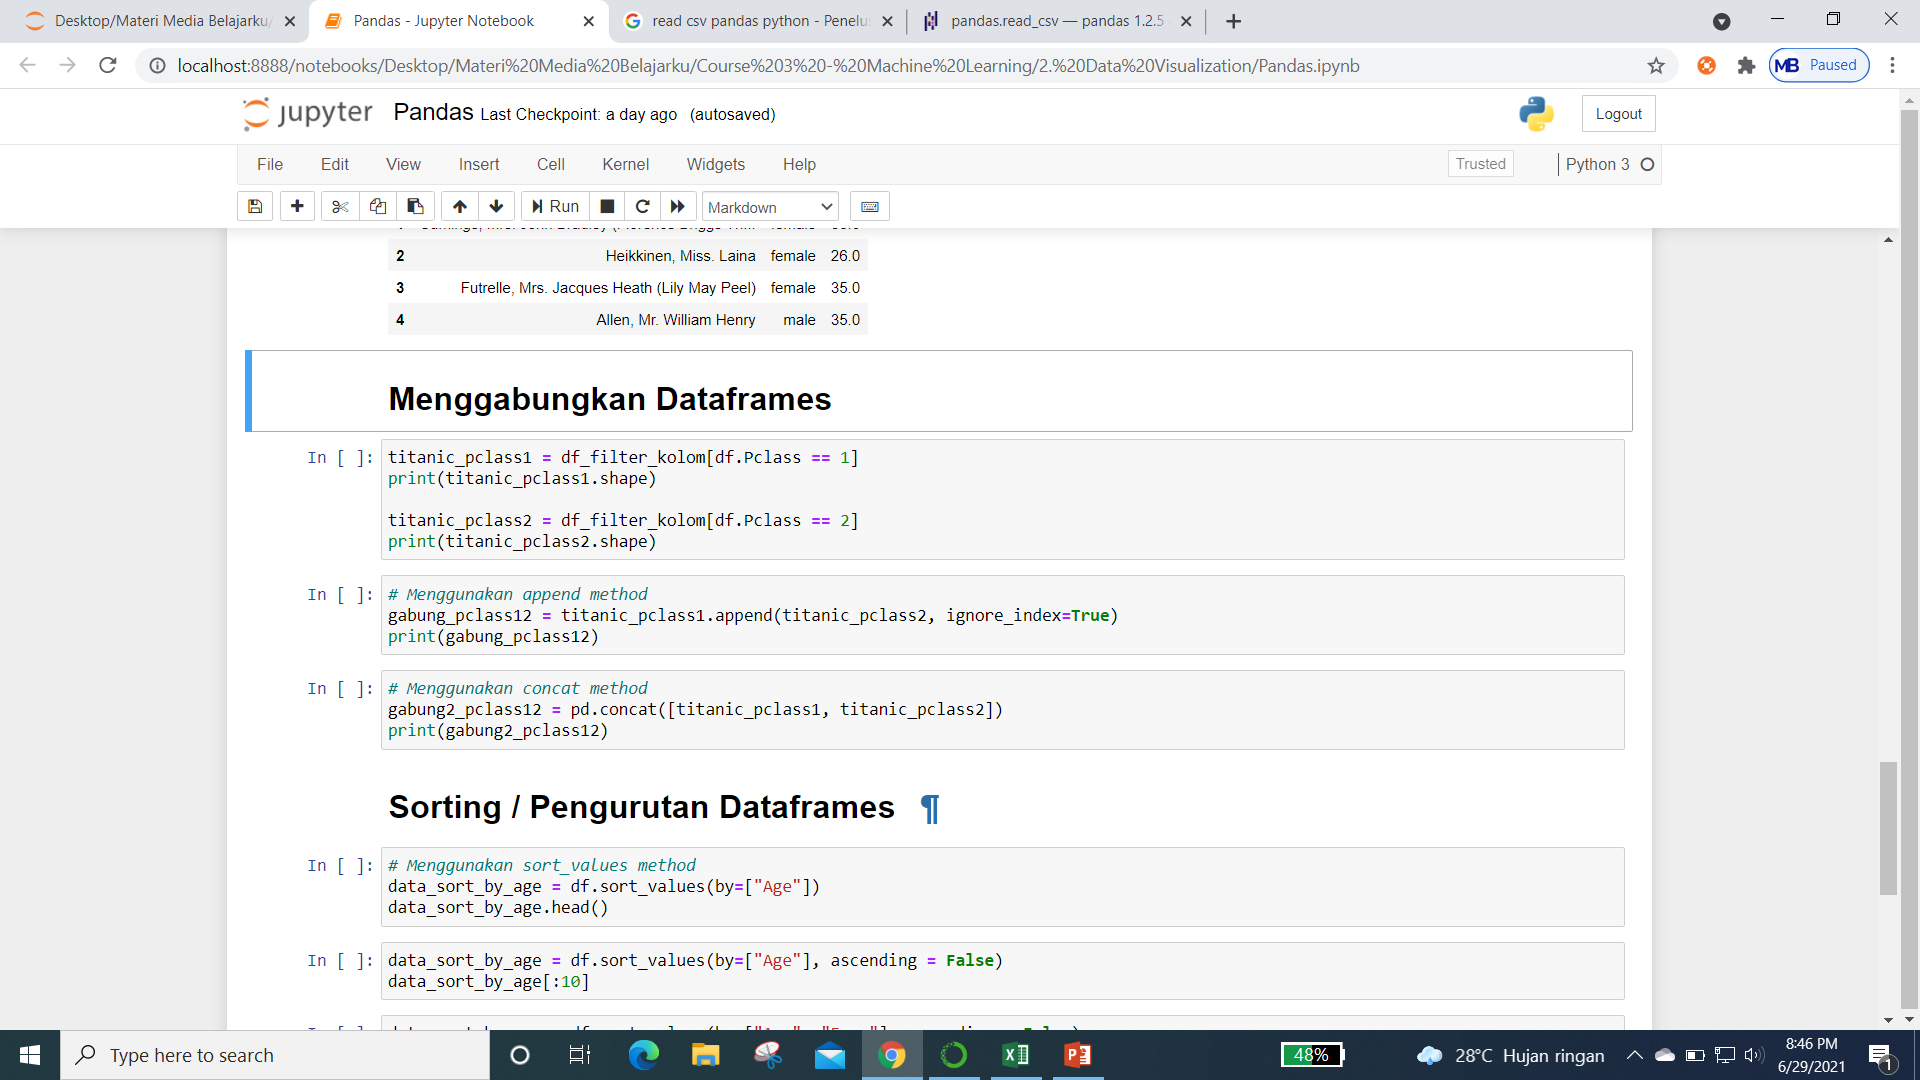 Desktop/Materi Media Belajarku/
Pandas - Jupyter Notebook
read csv pandas python - Penelu
pandas.read_csv — pandas 1.2.5
localhost:8888/notebooks/Desktop/Materi%20Media%20Belajarku/Course%203%20-%20Machine%20Learning/2.%20Data%20Visualization/Pandas.ipynb
MB Paused
jupyter Pandas Last Checkpoint: a day ago (autosaved)
Logout
File Edit View Insert Cell Kernel Widgets Help
Trusted
Python 3
Run
Markdown
2 Heikkinen, Miss. Laina female 26.0
3 Futrelle, Mrs. Jacques Heath (Lily May Peel) female 35.0
4 Allen, Mr. William Henry male 35.0
Menggabungkan Dataframes
In [ ]: titanic_pclass1 = df_filter_kolom[df.Pclass == 1]
print(titanic_pclass1.shape)
titanic_pclass2 = df_filter_kolom[df.Pclass == 2]
print(titanic_pclass2.shape)
In [ ]: # Menggunakan append method
gabung_pclass12 = titanic_pclass1.append(titanic_pclass2, ignore_index=True)
print(gabung_pclass12)
In [ ]: # Menggunakan concat method
gabung2_pclass12 = pd.concat([titanic_pclass1, titanic_pclass2])
print(gabung2_pclass12)
Sorting / Pengurutan Dataframes ¶
In [ ]: # Menggunakan sort_values method
data_sort_by_age = df.sort_values(by=["Age"])
data_sort_by_age.head()
In [ ]: data_sort_by_age = df.sort_values(by=["Age"], ascending = False)
data_sort_by_age[:10]
Type here to search
48%
28°C Hujan ringan
8:46 PM
6/29/2021
1